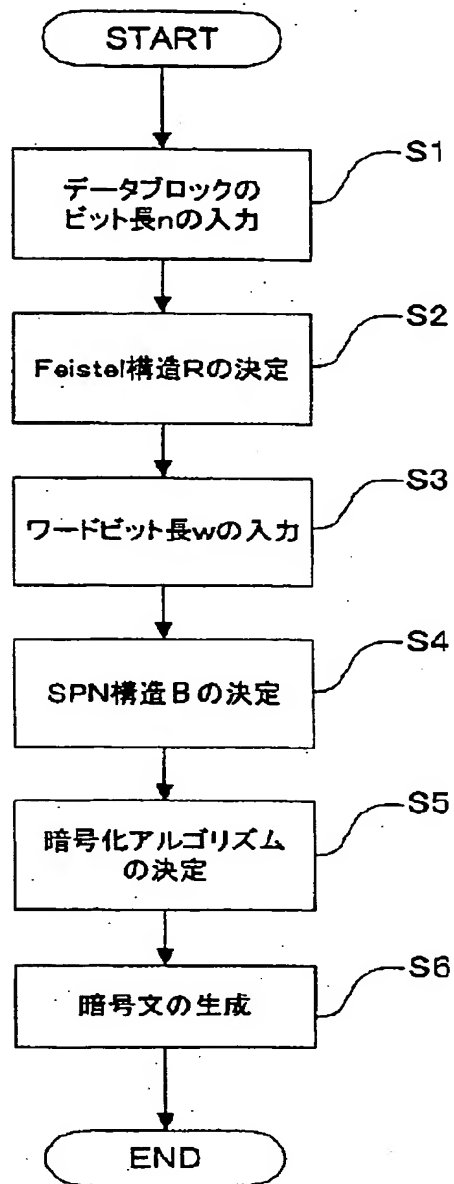 START
S1
データブロックの
ビット長nの入力
S2
Feistel構造Rの決定
S3
ワードビット長wの入力
S4
SPN構造Bの決定
S5
暗号化アルゴリズム
の決定
S6
暗号文の生成
END